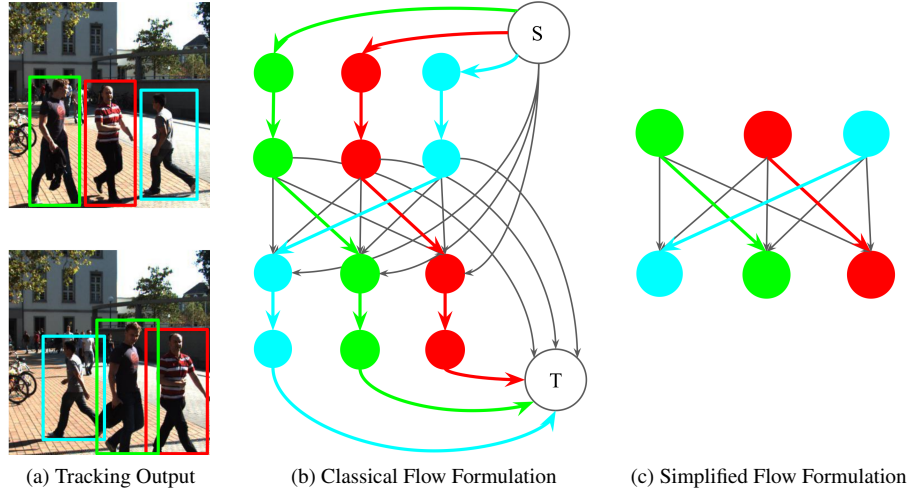 S
T
(a) Tracking Output
(b) Classical Flow Formulation
(c) Simplified Flow Formulation